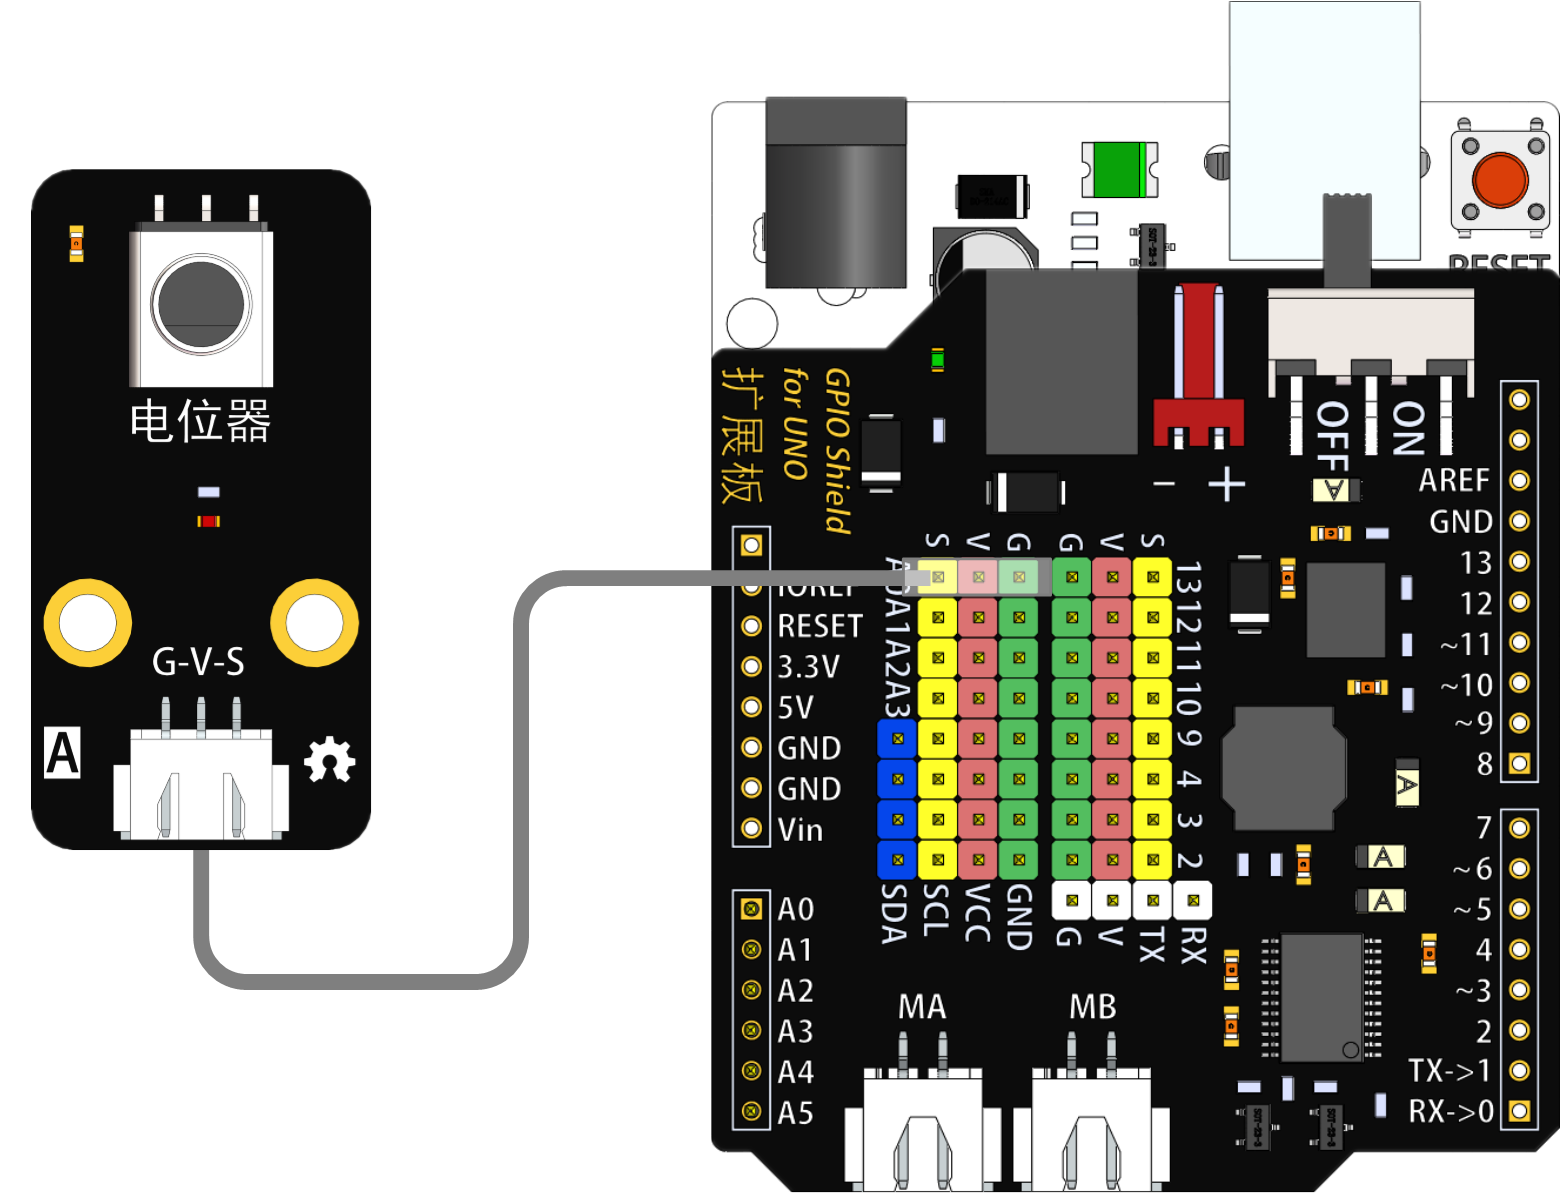 电位器
G-V-S
A
RESET
扩展板
for UNO
GPIO Shield
OFF
ON
- +
S V G G V S
A0
A1
A2
A3
IOREF
RESET
3.3V
5V
GND
GND
Vin
A0
A1
A2
A3
A4
A5
13
12
11
10
9
4
3
2
SDA
SCL
VCC
GND
G
V
TX
RX
MA
MB
AREF
GND
13
12
~11
~10
~9
8
7
~6
~5
4
~3
2
TX->1
RX->0
A
A
A
A